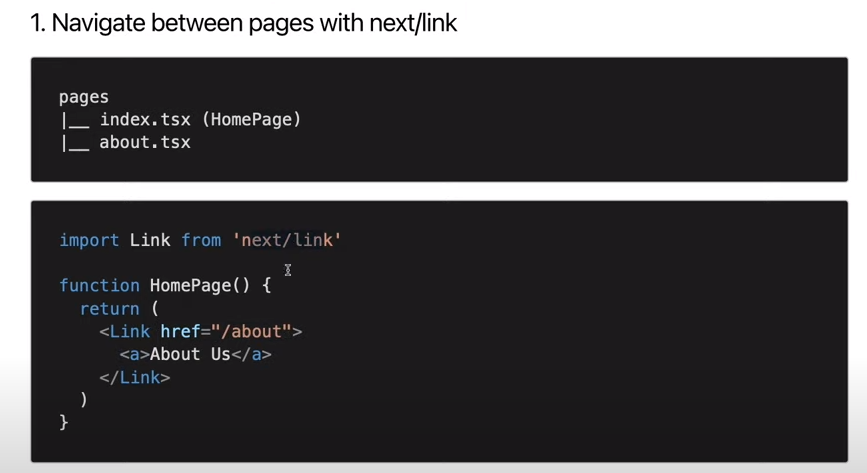 1. Navigate between pages with next/link
pages
|__ index.tsx (HomePage)
|__ about.tsx
import Link from 'next/link'
function HomePage() {
return (
<Link href="/about">
<a>About Us</a>
</Link>
)
}